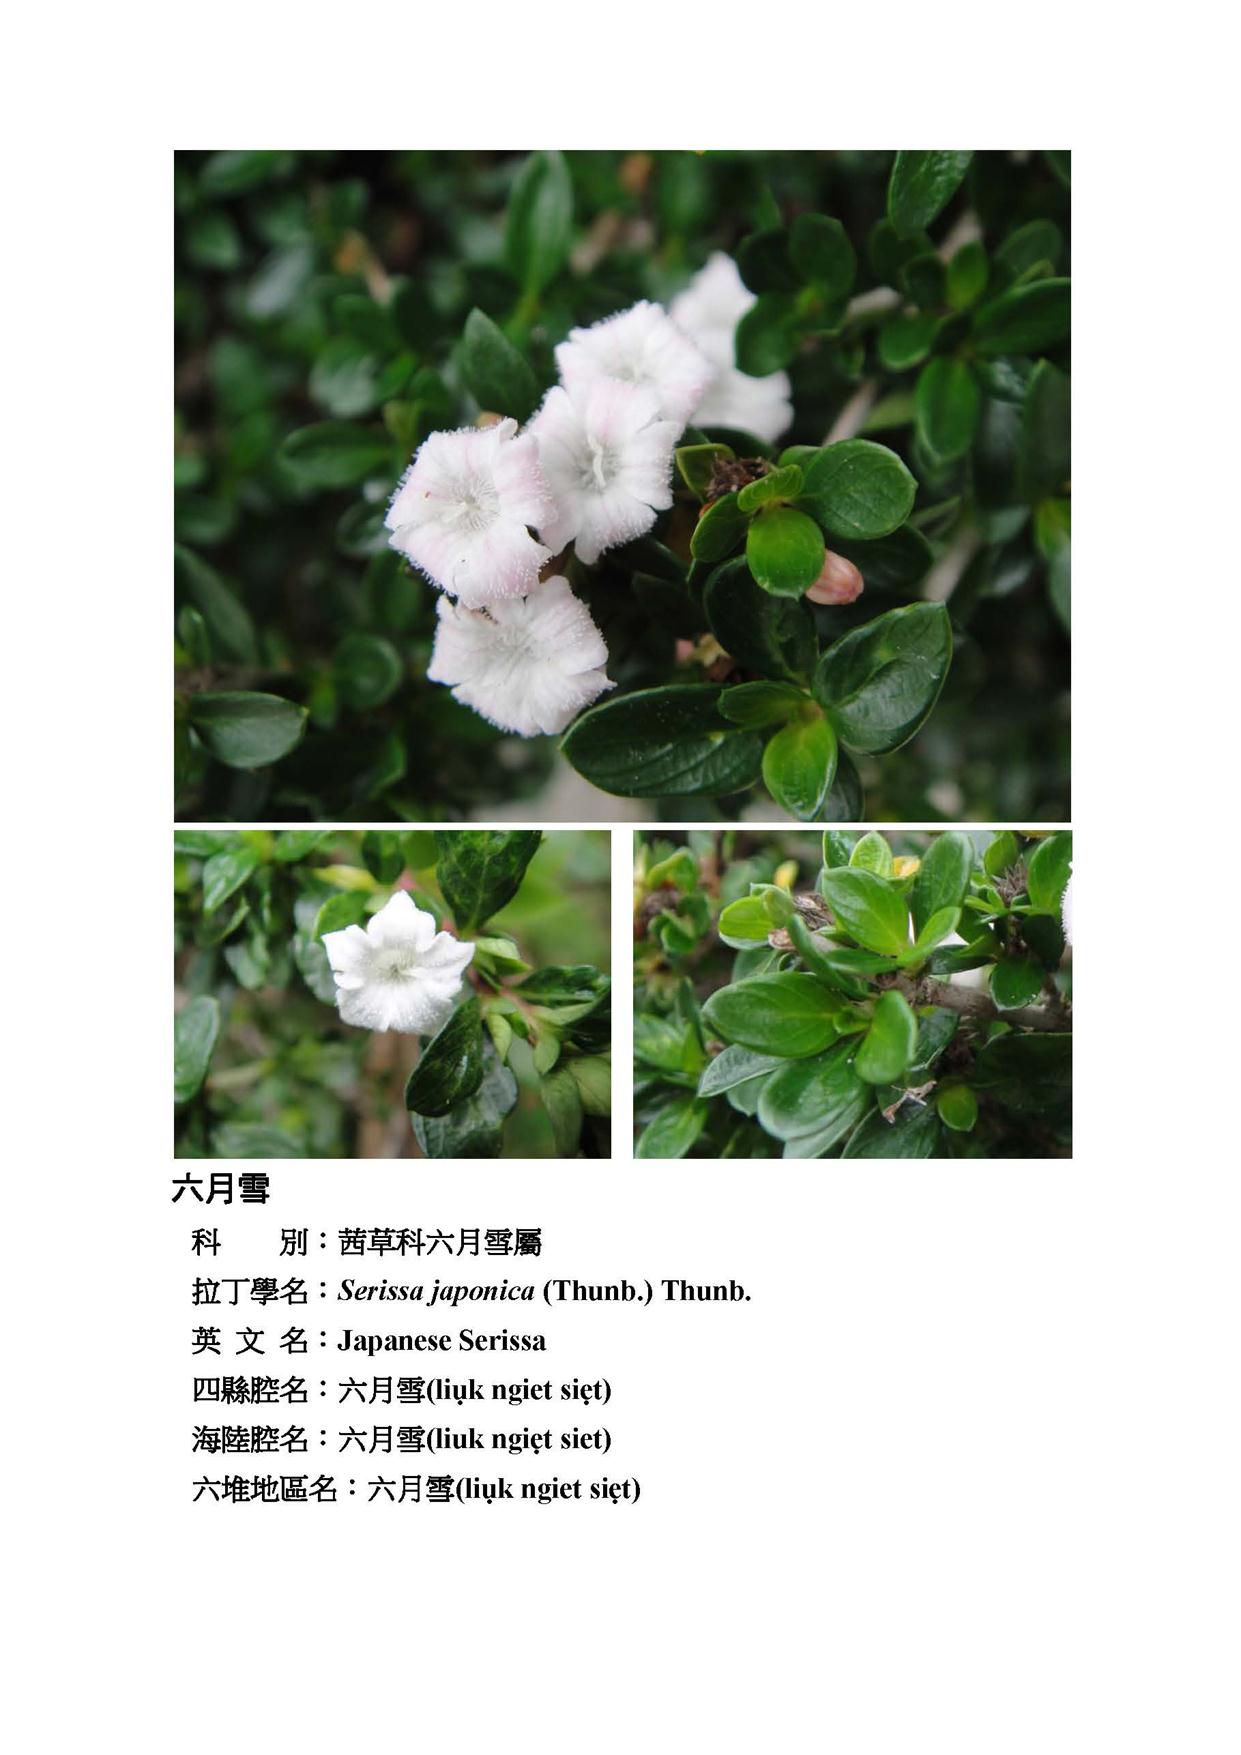 六月雪
科　　別：茜草科六月雪屬
拉丁學名：Serissa japonica (Thunb.) Thunb.
英 文 名：Japanese Serissa
四縣腔名：六月雪(liụk ngiet siẹt)
海陸腔名：六月雪(liuk ngiẹt siet)
六堆地區名：六月雪(liụk ngiet siẹt)